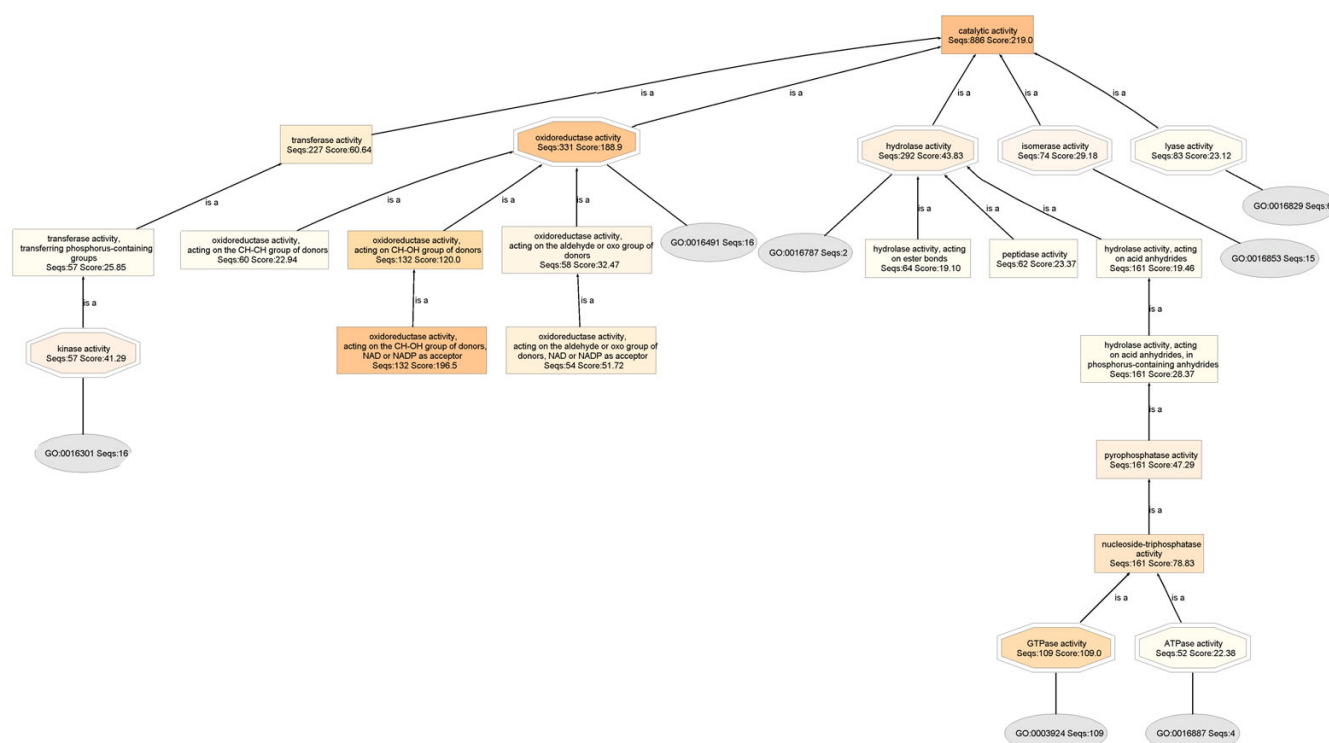 catalytic activity
Seqs:886 Score:219.0
is a
is a
is a
is a
is a
transferase activity
Seqs:227 Score:60.64
oxidoreductase activity
Seqs:331 Score:188.9
hydrolase activity
Seqs:292 Score:43.83
isomerase activity
Seqs:74 Score:29.18
lyase activity
Seqs:83 Score:23.12
is a
is a
is a
is a
is a
is a
is a
GO:0016829 Seqs:6
transferase activity,
transferring phosphorus-containing
groups
Seqs:57 Score:25.85
oxidoreductase activity,
acting on the CH-CH group of donors
Seqs:60 Score:22.94
oxidoreductase activity,
acting on CH-OH group of donors
Seqs:132 Score:120.0
oxidoreductase activity,
acting on the aldehyde or oxo group of
donors
Seqs:58 Score:32.47
GO:0016491 Seqs:16
GO:0016787 Seqs:2
hydrolase activity, acting
on ester bonds
Seqs:64 Score:19.10
peptidase activity
Seqs:62 Score:23.37
hydrolase activity, acting
on acid anhydrides
Seqs:161 Score:19.46
GO:0016853 Seqs:15
is a
is a
is a
is a
kinase activity
Seqs:57 Score:41.29
oxidoreductase activity,
acting on the CH-OH group of donors,
NAD or NADP as acceptor
Seqs:132 Score:196.5
oxidoreductase activity,
acting on the aldehyde or oxo group of
donors, NAD or NADP as acceptor
Seqs:54 Score:51.72
hydrolase activity, acting
on acid anhydrides, in
phosphorus-containing anhydrides
Seqs:161 Score:28.37
is a
GO:0016301 Seqs:16
pyrophosphatase activity
Seqs:161 Score:47.29
is a
nucleoside-triphosphatase
activity
Seqs:161 Score:78.83
is a
is a
GTPase activity
Seqs:109 Score:109.0
ATPase activity
Seqs:52 Score:22.38
GO:0003924 Seqs:109
GO:0016887 Seqs:4